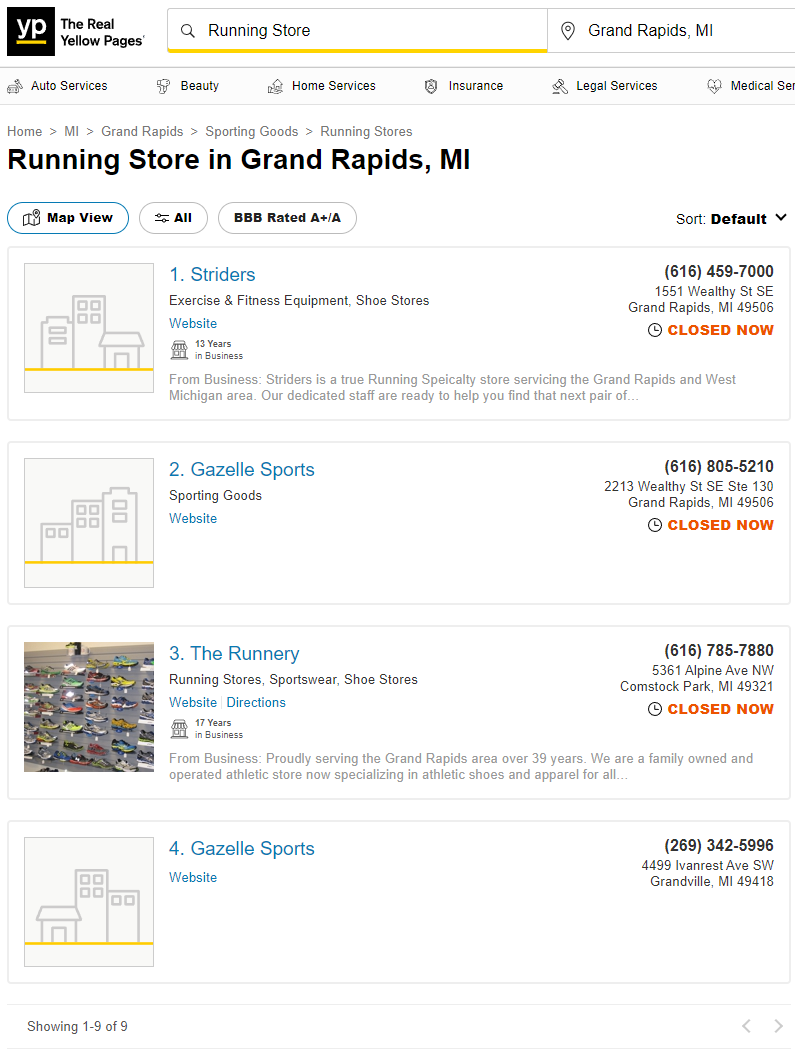 yp The Real
Yellow Pages
Running Store
Grand Rapids, MI
Auto Services
Beauty
Home Services
Insurance
Legal Services
Medical Ser
Home > MI > Grand Rapids > Sporting Goods > Running Stores
Running Store in Grand Rapids, MI
Map View
All
BBB Rated A+/A
Sort: Default
1. Striders
Exercise & Fitness Equipment, Shoe Stores
Website
13 Years
in Business
From Business: Striders is a true Running Speicalty store servicing the Grand Rapids and West
Michigan area. Our dedicated staff are ready to help you find that next pair of…
(616) 459-7000
1551 Wealthy St SE
Grand Rapids, MI 49506
CLOSED NOW
2. Gazelle Sports
Sporting Goods
Website
(616) 805-5210
2213 Wealthy St SE Ste 130
Grand Rapids, MI 49506
CLOSED NOW
3. The Runnery
Running Stores, Sportswear, Shoe Stores
Website | Directions
17 Years
in Business
From Business: Proudly serving the Grand Rapids area over 39 years. We are a family owned and
operated athletic store now specializing in athletic shoes and apparel for all…
(616) 785-7880
5361 Alpine Ave NW
Comstock Park, MI 49321
CLOSED NOW
4. Gazelle Sports
Website
(269) 342-5996
4499 Ivanrest Ave SW
Grandville, MI 49418
Showing 1-9 of 9